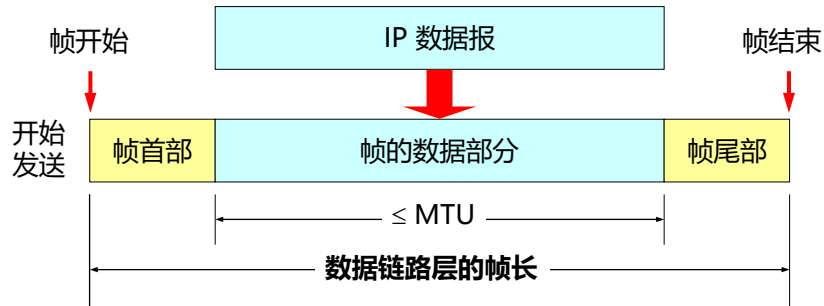 IP 数据报
帧开始
帧结束
开始
发送
帧首部
帧的数据部分
帧尾部
≤ MTU
数据链路层的帧长